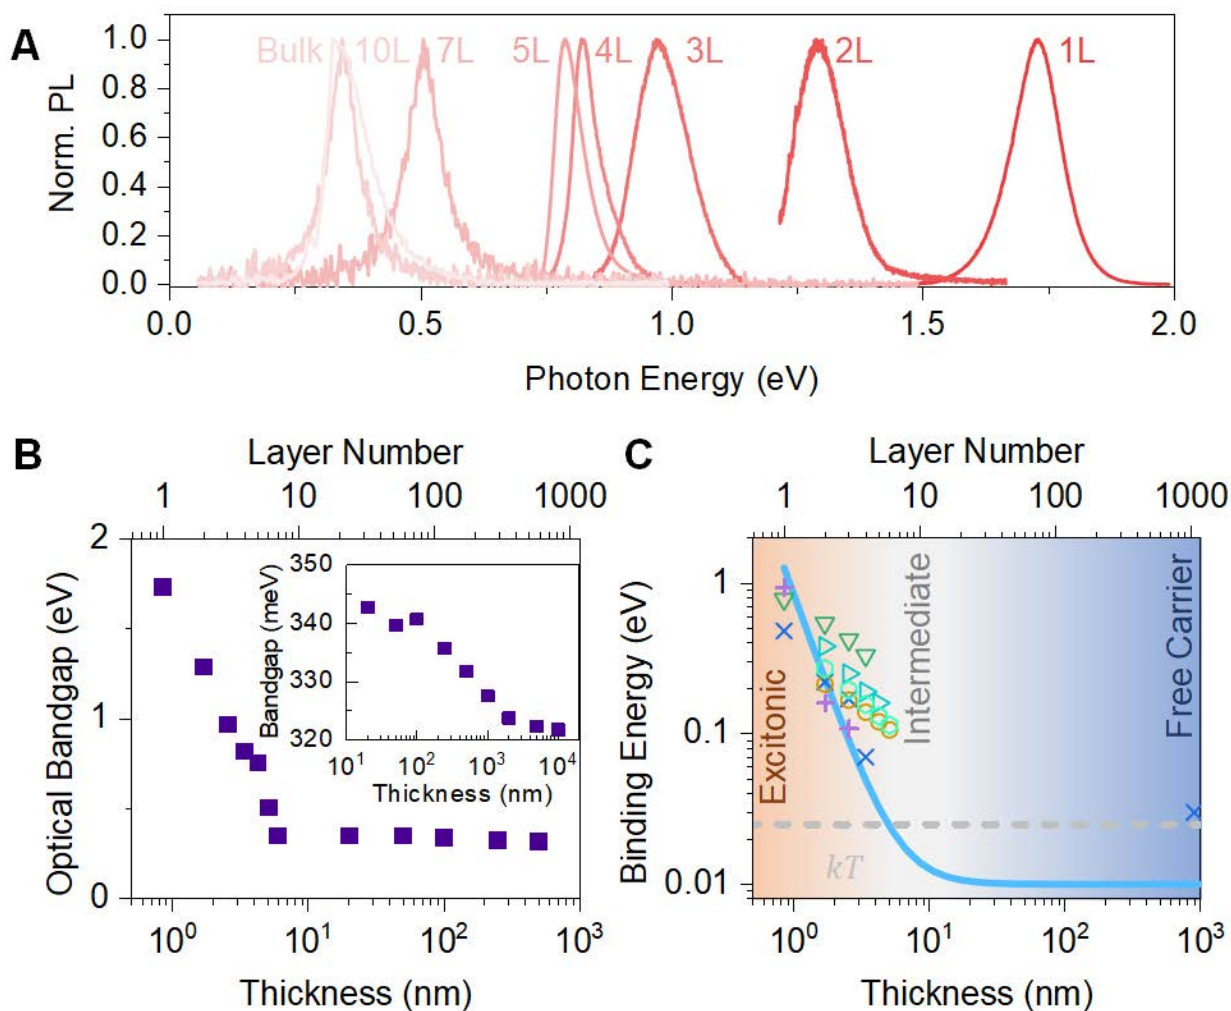 A
Norm. PL
1.0
0.8
0.6
0.4
0.2
0.0
Bulk 10L 7L 5L 4L 3L 2L 1L
0.0 0.5 1.0 1.5 2.0
Photon Energy (eV)
B
Layer Number
1 10 100 1000
Optical Bandgap (eV)
2
1
0
Bandgap (meV)
350
340
330
320
10¹ 10² 10³ 10⁴
Thickness (nm)
10⁰ 10¹ 10² 10³
Thickness (nm)
C
Layer Number
1 10 100 1000
Binding Energy (eV)
1
0.1
0.01
Excitonic
Intermediate
Free Carrier
kT
10⁰ 10¹ 10² 10³
Thickness (nm)